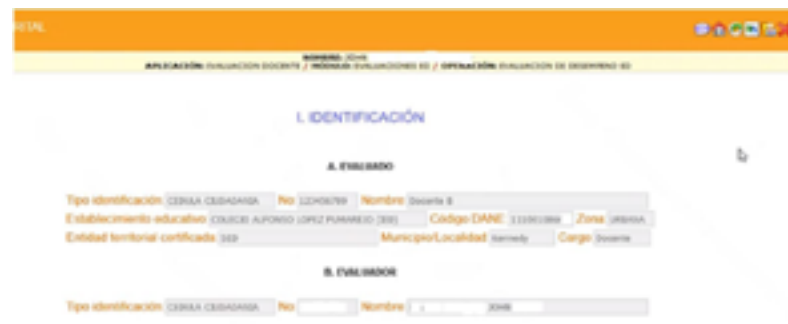 RITAL
NOMBRE: JOHN
APLICACIÓN: EVALUACION DOCENTE / MÓDULO: EVALUACIONES ED / OPERACIÓN: EVALUACION DE DESEMPEÑO ED
I. IDENTIFICACIÓN
A. EVALUADO
Tipo identificación CEDULA CIUDADANIA No 123456789 Nombre Docente B
Establecimiento educativo COLEGIO ALFONSO LOPEZ PUMAREJO (IED) Código DANE Zona URBANA
Entidad territorial certificada SED Municipio/Localidad Kennedy Cargo Docente
B. EVALUADOR
Tipo identificación CEDULA CIUDADANIA No Nombre JOHN